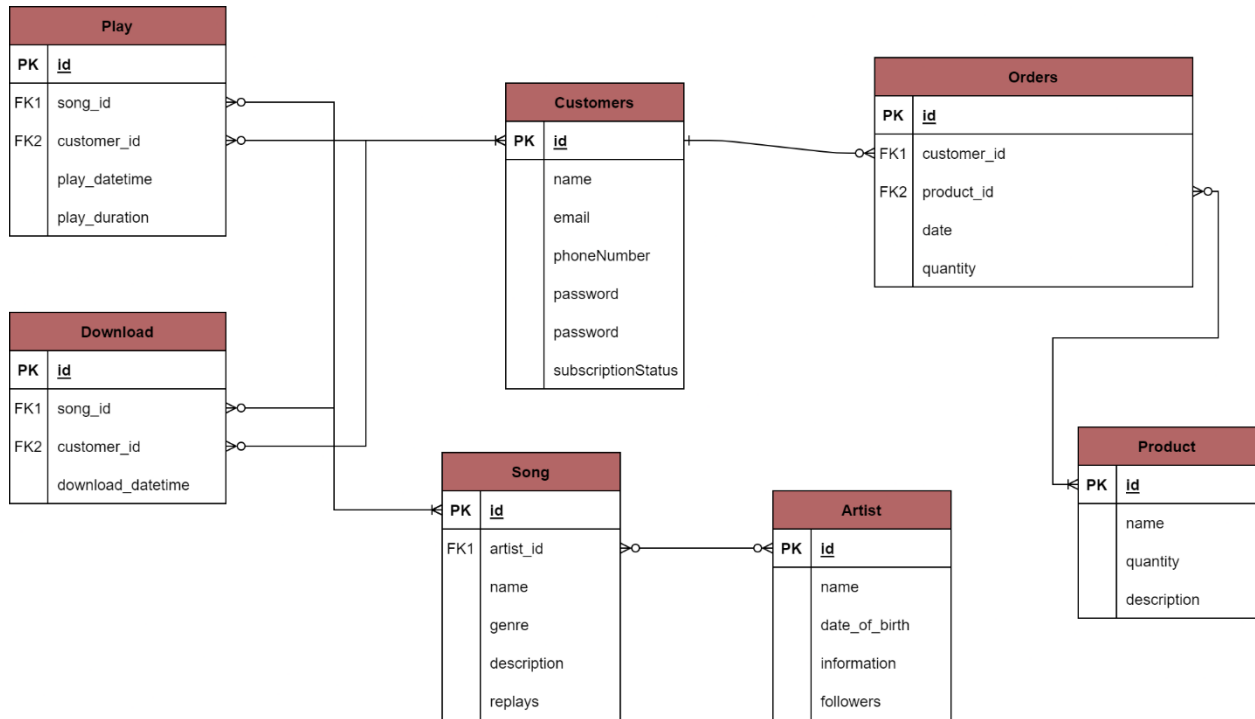 Play
PK id
FK1 song_id
FK2 customer_id
play_datetime
play_duration
Download
PK id
FK1 song_id
FK2 customer_id
download_datetime
Customers
PK id
name
email
phoneNumber
password
password
subscriptionStatus
Song
PK id
FK1 artist_id
name
genre
description
replays
Artist
PK id
name
date_of_birth
information
followers
Orders
PK id
FK1 customer_id
FK2 product_id
date
quantity
Product
PK id
name
quantity
description